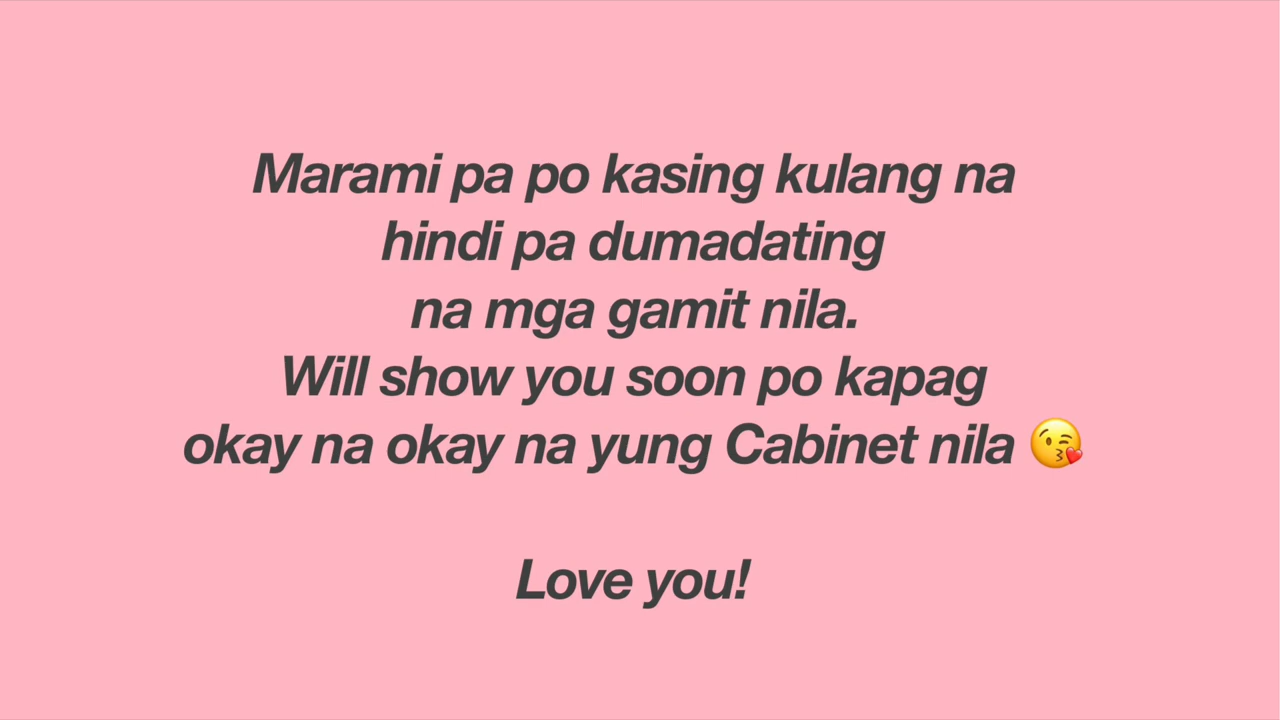 Marami pa po kasing kulang na
hindi pa dumadating
na mga gamit nila.
Will show you soon po kapag
okay na okay na yung Cabinet nila 😘
Love you!